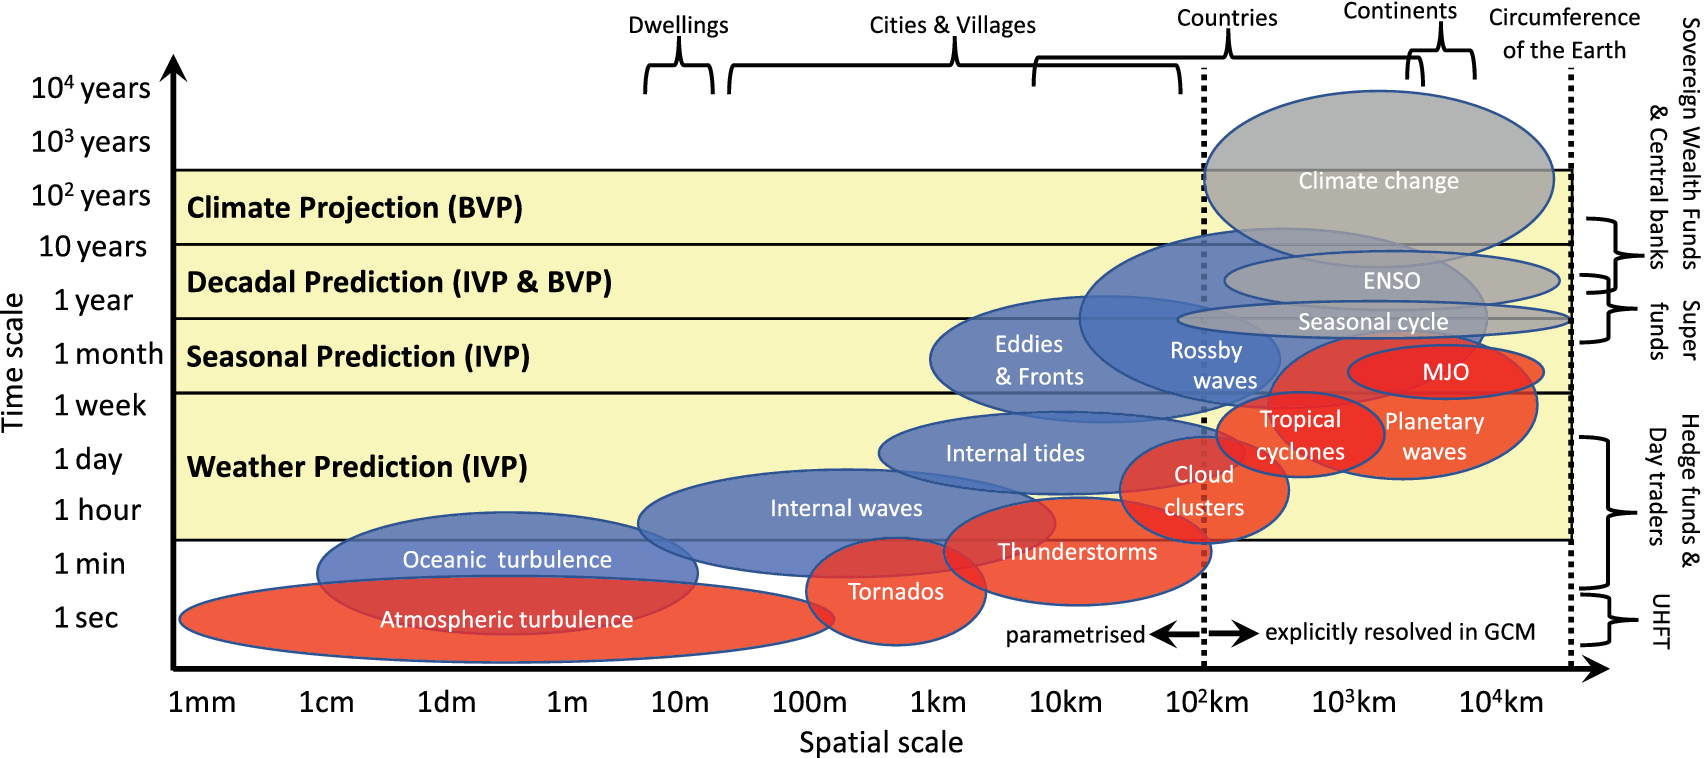 Dwellings
Cities & Villages
Countries
Continents
Circumference
of the Earth
10⁴ years
10³ years
10² years
10 years
1 year
1 month
1 week
1 day
1 hour
1 min
1 sec
Time scale
Climate Projection (BVP)
Decadal Prediction (IVP & BVP)
Seasonal Prediction (IVP)
Weather Prediction (IVP)
Climate change
ENSO
Seasonal cycle
Eddies
& Fronts
Rossby
waves
MJO
Tropical
cyclones
Planetary
waves
Internal tides
Cloud
clusters
Internal waves
Oceanic turbulence
Thunderstorms
Tornados
Atmospheric turbulence
parametrised
explicitly resolved in GCM
1mm
1cm
1dm
1m
10m
100m
1km
10km
10²km
10³km
10⁴km
Spatial scale
Sovereign Wealth Funds
& Central banks
Super
funds
Hedge funds &
Day traders
UHFT